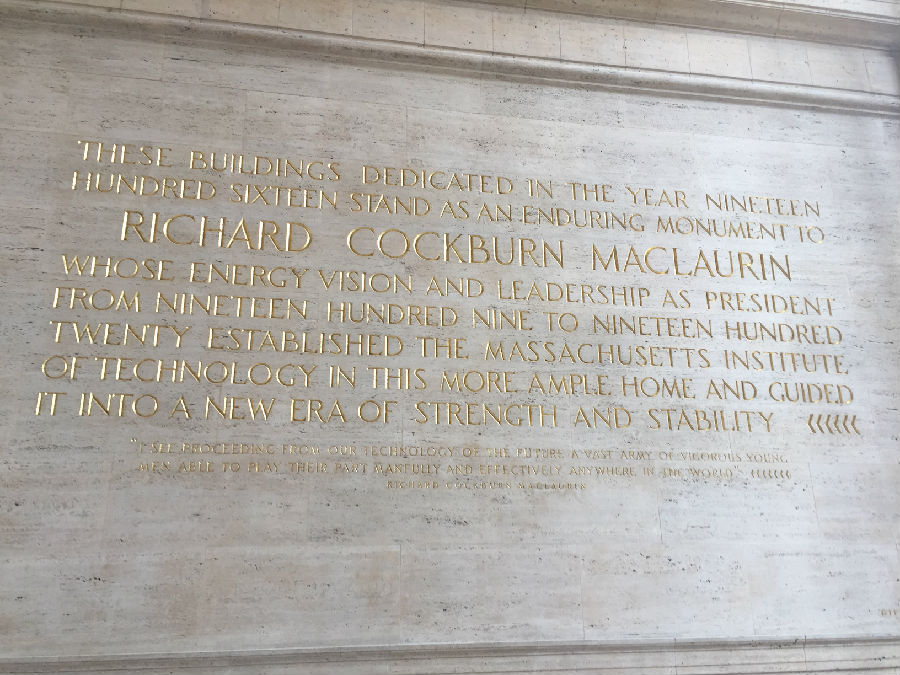 THESE BUILDINGS DEDICATED IN THE YEAR NINETEEN
HUNDRED SIXTEEN STAND AS AN ENDURING MONUMENT TO
RICHARD COCKBURN MACLAURIN
WHOSE ENERGY VISION AND LEADERSHIP AS PRESIDENT
FROM NINETEEN HUNDRED NINE TO NINETEEN HUNDRED
TWENTY ESTABLISHED THE MASSACHUSETTS INSTITUTE
OF TECHNOLOGY IN THIS MORE AMPLE HOME AND GUIDED
IT INTO A NEW ERA OF STRENGTH AND STABILITY
"I SEE PROCEEDING FROM OUR TECHNOLOGY OF THE FUTURE A VAST ARMY OF VIGOROUS YOUNG
MEN ABLE TO PLAY THEIR PART MANFULLY AND EFFECTIVELY ANYWHERE IN THE WORLD"
RICHARD COCKBURN MACLAURIN